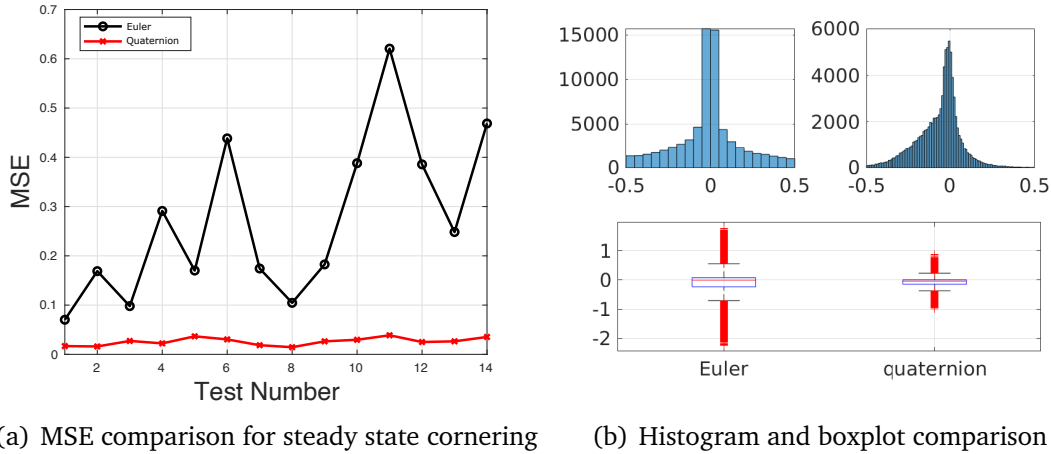 0.7
0.6
0.5
0.4
0.3
0.2
0.1
0
MSE
Euler
Quaternion
2 4 6 8 10 12 14
Test Number
15000
10000
5000
0
-0.5 0 0.5
6000
4000
2000
0
-0.5 0 0.5
1
0
-1
-2
Euler quaternion
a) MSE comparison for steady state cornering
(b) Histogram and boxplot comparison